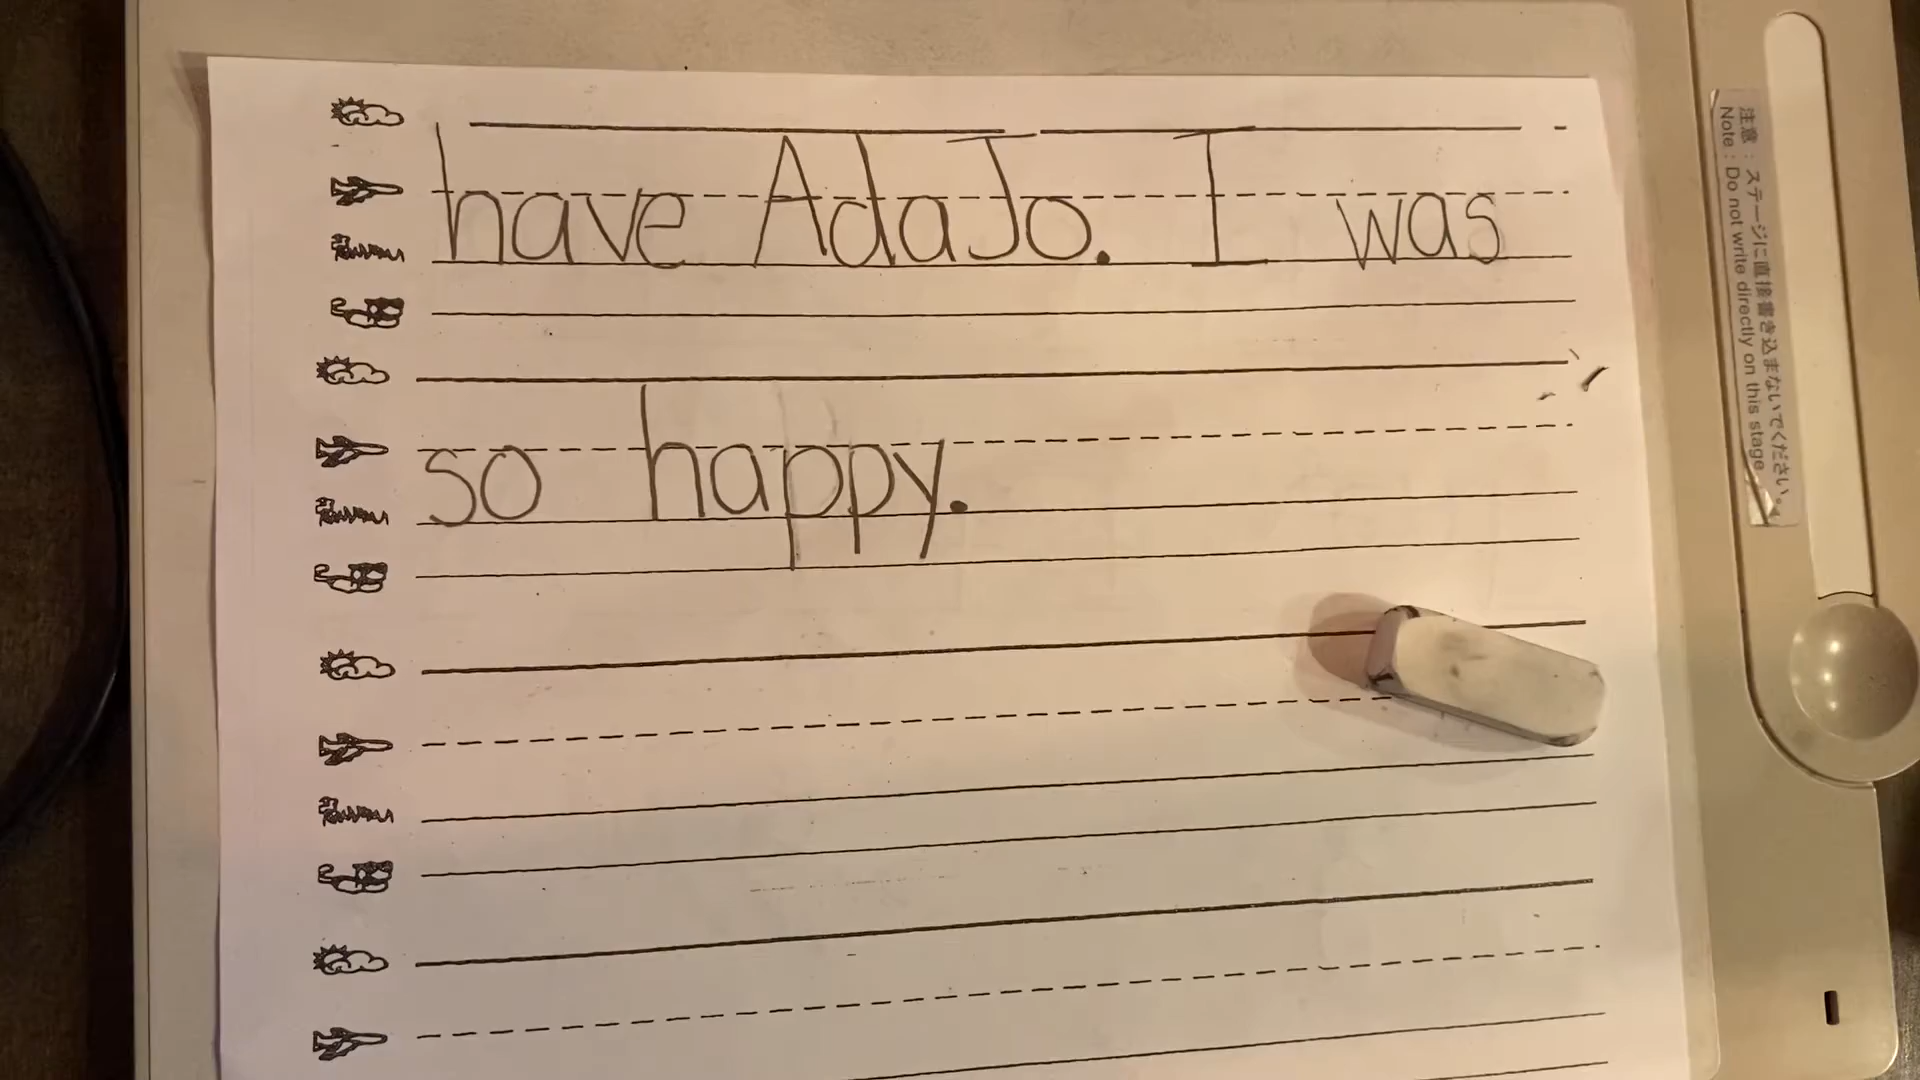 have AdaJo. I was
so happy.
注意：ステージに直接書き込まないでください。
Note : Do not write directly on this stage